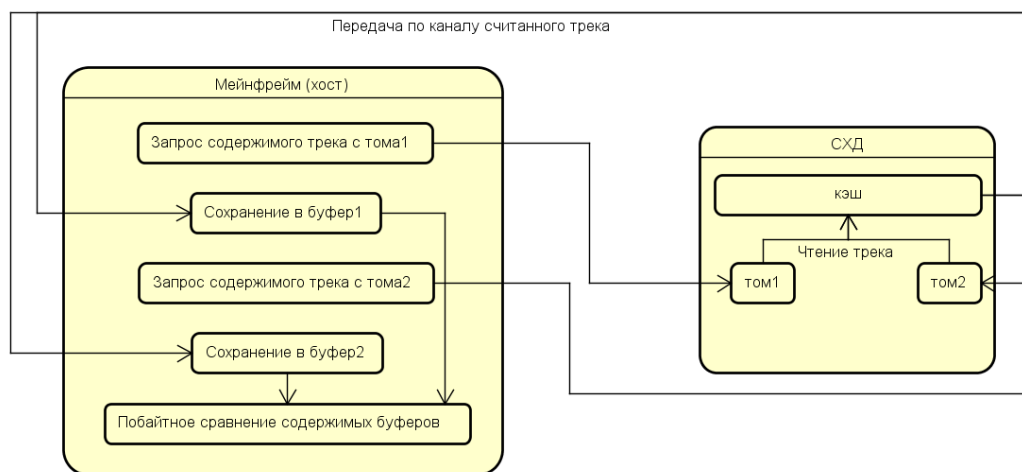 Передача по каналу считанного трека
Мейнфрейм (хост)
Запрос содержимого трека с тома1
Сохранение в буфер1
Запрос содержимого трека с тома2
Сохранение в буфер2
Побайтное сравнение содержимых буферов
СХД
кэш
Чтение трека
том1
том2